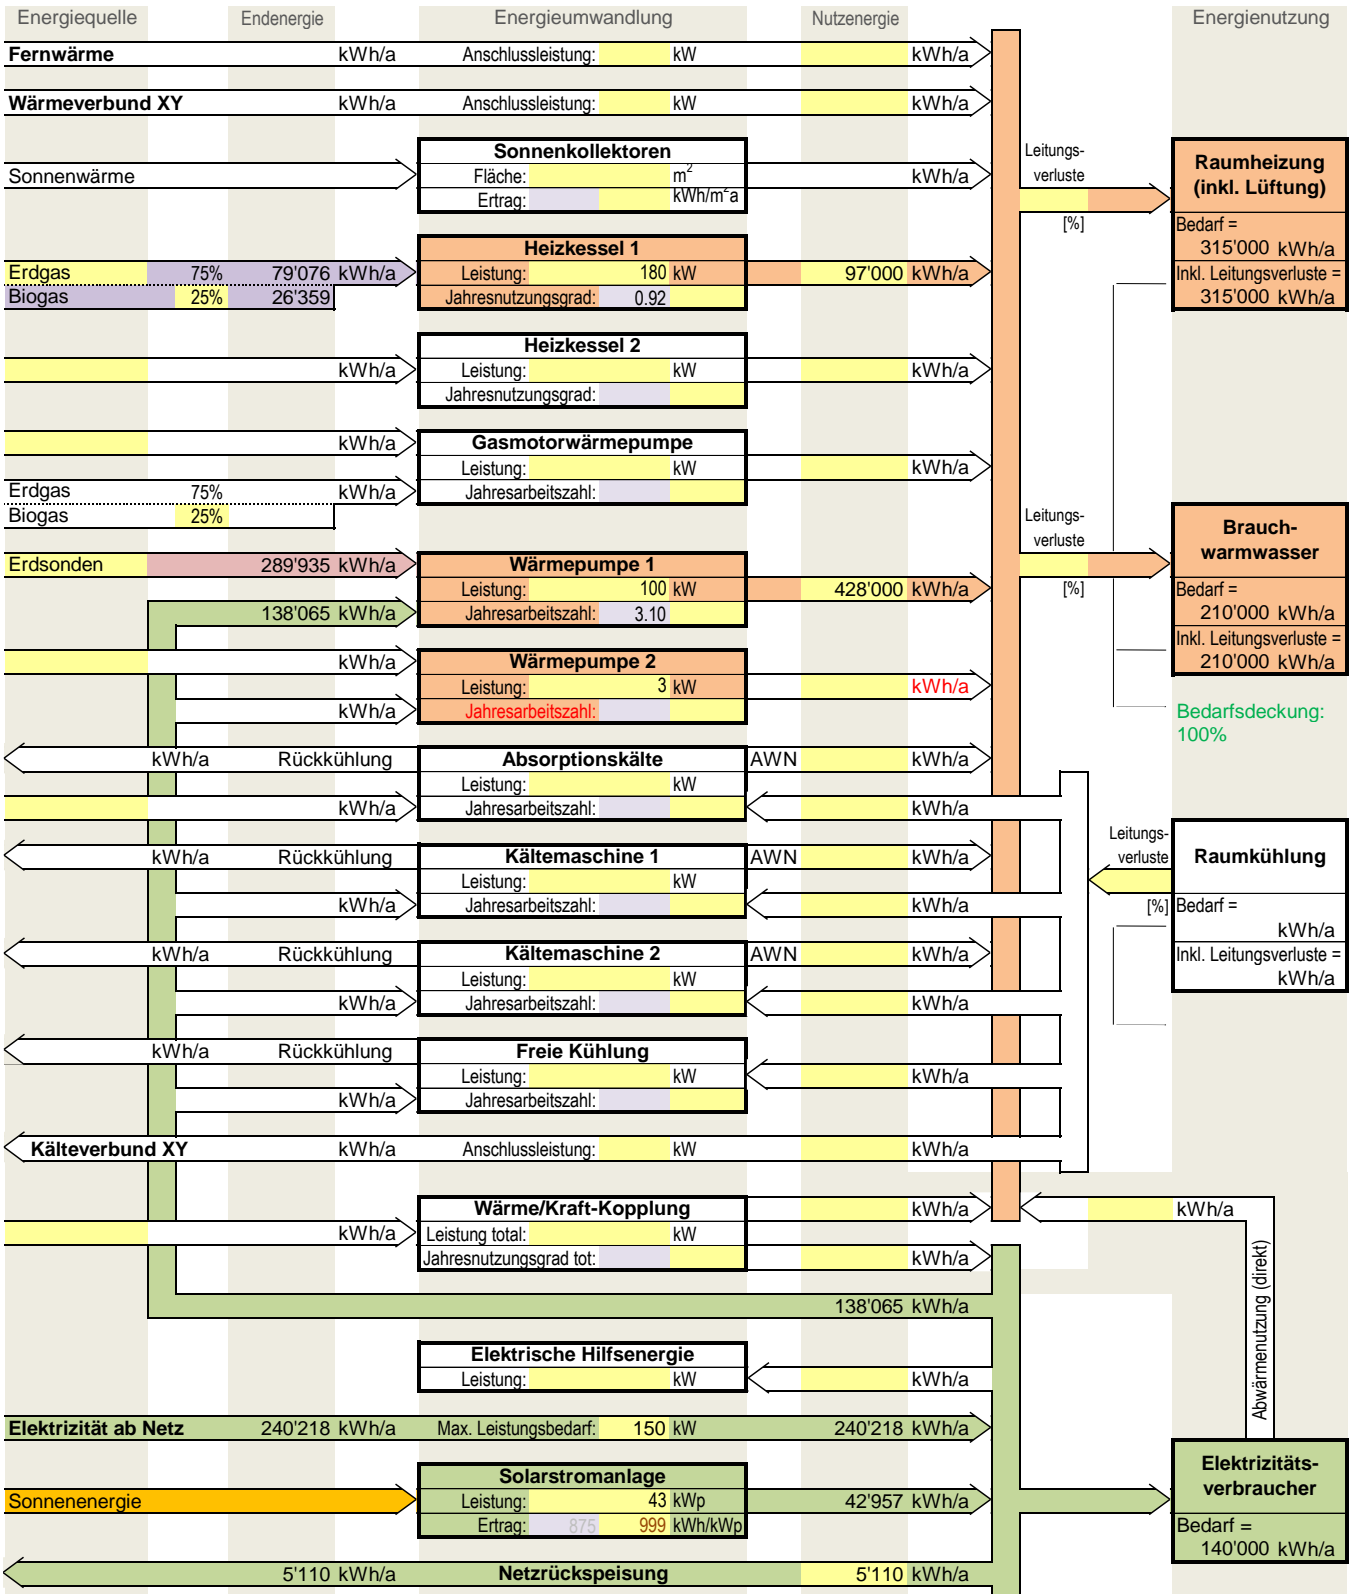 Energiequelle Endenergie Energieumwandlung Nutzenergie Energienutzung
Fernwärme kWh/a Anschlussleistung: kW kWh/a
Wärmeverbund XY kWh/a Anschlussleistung: kW kWh/a
Sonnenkollektoren
Sonnenwärme Fläche: m² kWh/a
Ertrag: kWh/m²a
Leitungs-
verluste
[%]
Raumheizung
(inkl. Lüftung)
Bedarf =
315'000 kWh/a
Inkl. Leitungsverluste =
315'000 kWh/a
Heizkessel 1
Erdgas 75% 79'076 kWh/a Leistung: 180 kW 97'000 kWh/a
Biogas 25% 26'359 Jahresnutzungsgrad: 0.92
Heizkessel 2
kWh/a Leistung: kW kWh/a
Jahresnutzungsgrad:
kWh/a Gasmotorwärmepumpe
Leistung: kW kWh/a
Erdgas 75% kWh/a Jahresarbeitszahl:
Biogas 25%
Leitungs-
verluste
[%]
Brauch-
warmwasser
Bedarf =
210'000 kWh/a
Inkl. Leitungsverluste =
210'000 kWh/a
Bedarfsdeckung:
100%
Erdsonden 289'935 kWh/a Wärmepumpe 1
Leistung: 100 kW 428'000 kWh/a
138'065 kWh/a Jahresarbeitszahl: 3.10
kWh/a Wärmepumpe 2
Leistung: 3 kW kWh/a
kWh/a Jahresarbeitszahl:
kWh/a Rückkühlung Absorptionskälte AWN kWh/a
Leistung: kW
kWh/a Jahresarbeitszahl: kWh/a
kWh/a Rückkühlung Kältemaschine 1 AWN kWh/a
Leistung: kW
kWh/a Jahresarbeitszahl: kWh/a
Leitungs-
verluste
[%]
Raumkühlung
Bedarf =
kWh/a
Inkl. Leitungsverluste =
kWh/a
kWh/a Rückkühlung Kältemaschine 2 AWN kWh/a
Leistung: kW
kWh/a Jahresarbeitszahl: kWh/a
kWh/a Rückkühlung Freie Kühlung
Leistung: kW kWh/a
kWh/a Jahresarbeitszahl:
Kälteverbund XY kWh/a Anschlussleistung: kW kWh/a
Wärme/Kraft-Kopplung kWh/a kWh/a
kWh/a Leistung total: kW
Jahresnutzungsgrad tot: kWh/a
Abwärmenutzung (direkt)
138'065 kWh/a
Elektrische Hilfsenergie
Leistung: kW kWh/a
Elektrizität ab Netz 240'218 kWh/a Max. Leistungsbedarf: 150 kW 240'218 kWh/a
Solarstromanlage
Sonnenenergie Leistung: 43 kWp 42'957 kWh/a
Ertrag: 875 999 kWh/kWp
Elektrizitäts-
verbraucher
Bedarf =
140'000 kWh/a
5'110 kWh/a Netzrückspeisung 5'110 kWh/a